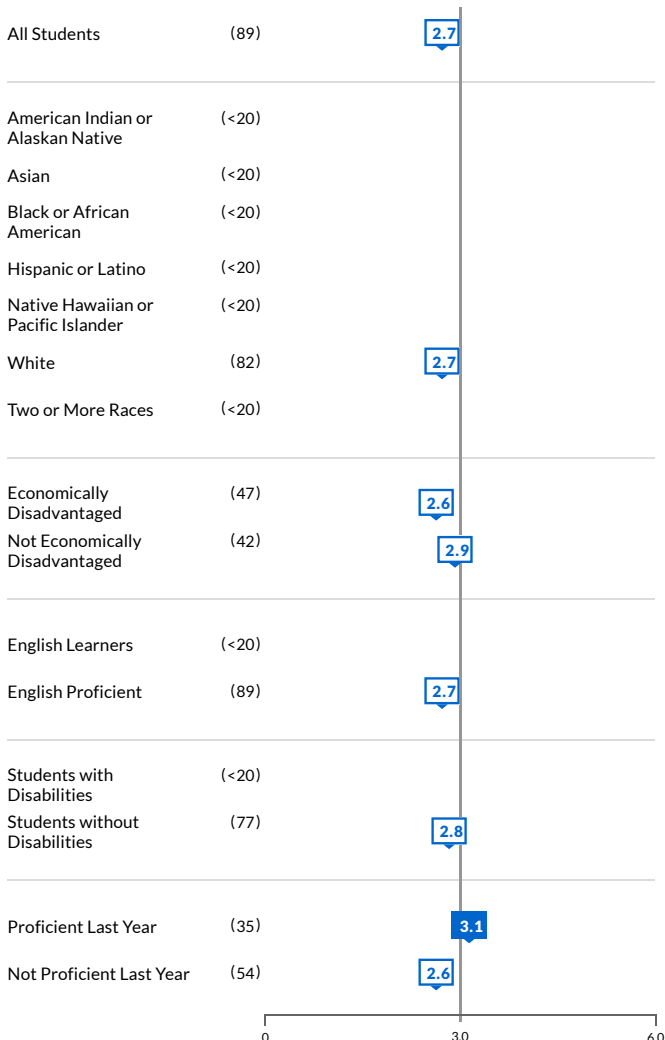 All Students (89) 2.7
American Indian or (<20)
Alaskan Native
Asian (<20)
Black or African (<20)
American
Hispanic or Latino (<20)
Native Hawaiian or (<20)
Pacific Islander
White (82) 2.7
Two or More Races (<20)
Economically (47) 2.6
Disadvantaged
Not Economically (42) 2.9
Disadvantaged
English Learners (<20)
English Proficient (89) 2.7
Students with (<20)
Disabilities
Students without (77) 2.8
Disabilities
Proficient Last Year (35) 3.1
Not Proficient Last Year (54) 2.6
0 3.0 6.0